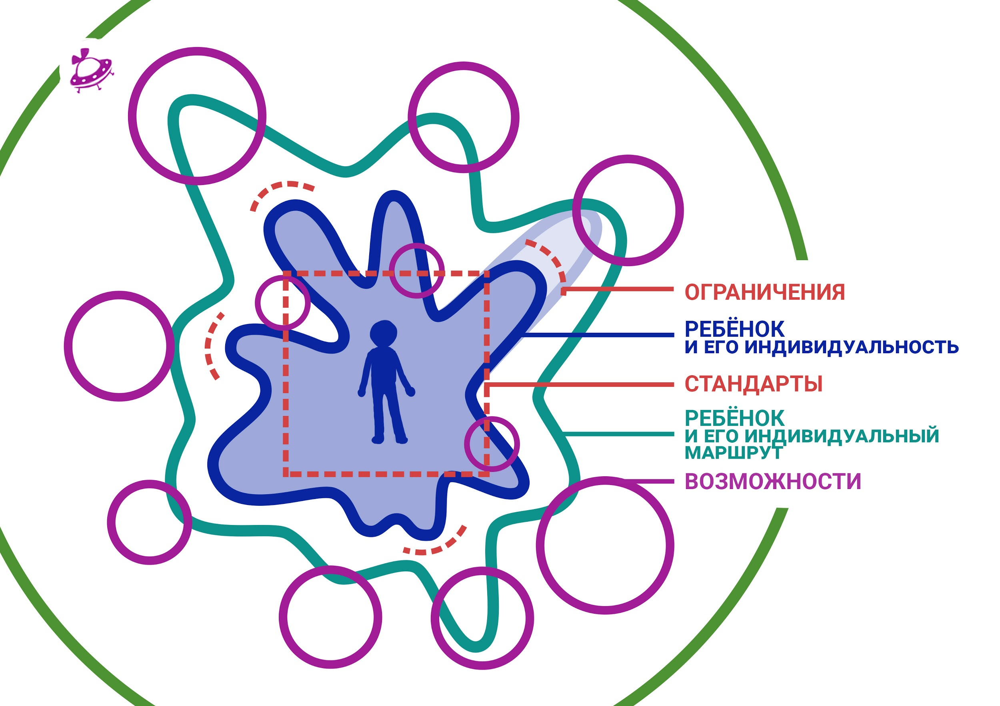 ОГРАНИЧЕНИЯ
РЕБЁНОК
И ЕГО ИНДИВИДУАЛЬНОСТЬ
СТАНДАРТЫ
РЕБЁНОК
И ЕГО ИНДИВИДУАЛЬНЫЙ
МАРШРУТ
ВОЗМОЖНОСТИ